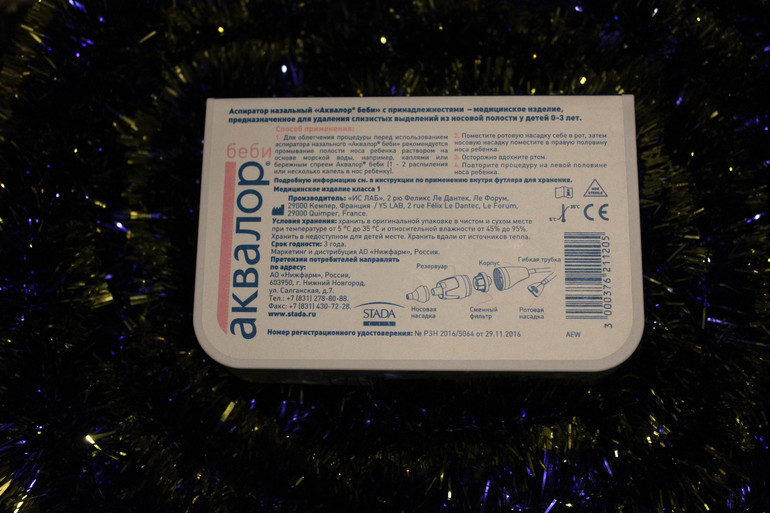 Аспиратор назальный «Аквалор® беби» с принадлежностями – медицинское изделие,
предназначенное для удаления слизистых выделений из носовой полости у детей 0-3 лет.
Способ применения:
1. Для облегчения процедуры перед использованием
аспиратора назального «Аквалор® беби» рекомендуется
промывание полости носа ребенка раствором на
основе морской воды, например, каплями или
бережным спреем Аквалор® Беби (1 - 2 распыления
или несколько капель в нос ребенку).
2. Поместите ротовую насадку себе в рот, затем
носовую насадку поместите в правую половину
носа ребенка.
3. Осторожно вдохните ртом.
4. Повторите процедуру на левой половине
носа ребенка.
Подробную информацию см. в инструкции по применению внутри футляра для хранения.
Медицинское изделие класса 1
Производитель: «ИС ЛАБ», 2 рю Феликс Ле Дантек, Ле Форум,
29000 Кемпер, Франция / YS LAB, 2 rue Félix Le Dantec, Le Forum,
29000 Quimper, France.
Условия хранения: хранить в оригинальной упаковке в чистом и сухом месте
при температуре от 5 °С до 35 °С и относительной влажности от 45% до 95%.
Хранить в недоступном для детей месте. Хранить вдали от источников тепла.
Срок годности: 3 года.
Маркетинг и дистрибуция АО «Нижфарм», Россия.
Претензии потребителей направлять
по адресу:
АО «Нижфарм», Россия,
603950, г. Нижний Новгород,
ул. Салганская, д.7,
Тел.: +7 (831) 278-80-88.
Факс: +7 (831) 430-72-28.
www.stada.ru
STADA
CIS
Резервуар
Корпус
Гибкая трубка
Носовая
насадка
Сменный
фильтр
Ротовая
насадка
Номер регистрационного удостоверения: № РЗН 2016/5064 от 29.11.2016
AEW
беби
аквалор®
NON
STERILE
CE
3 000376 211205